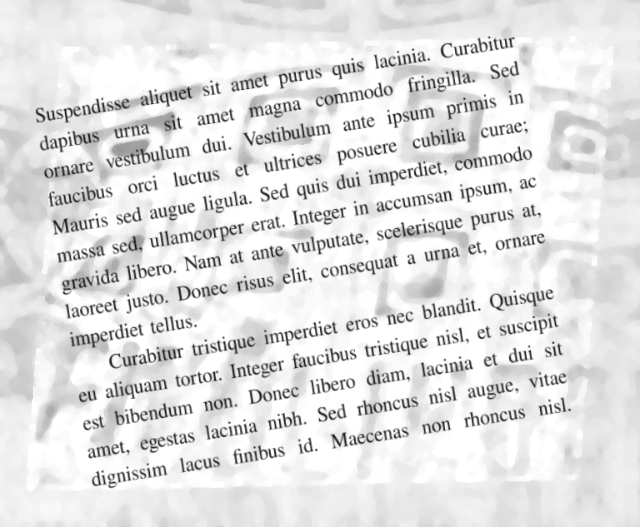 Suspendisse aliquet sit amet purus quis lacinia. Curabitur
dapibus urna sit amet magna commodo fringilla. Sed
ornare vestibulum dui. Vestibulum ante ipsum primis in
faucibus orci luctus et ultrices posuere cubilia curae;
Mauris sed augue ligula. Sed quis dui imperdiet, commodo
massa sed, ullamcorper erat. Integer in accumsan ipsum, ac
gravida libero. Nam at ante vulputate, scelerisque purus at,
laoreet justo. Donec risus elit, consequat a urna et, ornare
imperdiet tellus.
Curabitur tristique imperdiet eros nec blandit. Quisque
eu aliquam tortor. Integer faucibus tristique nisl, et suscipit
est bibendum non. Donec libero diam, lacinia et dui sit
amet, egestas lacinia nibh. Sed rhoncus nisl augue, vitae
dignissim lacus finibus id. Maecenas non rhoncus nisl.